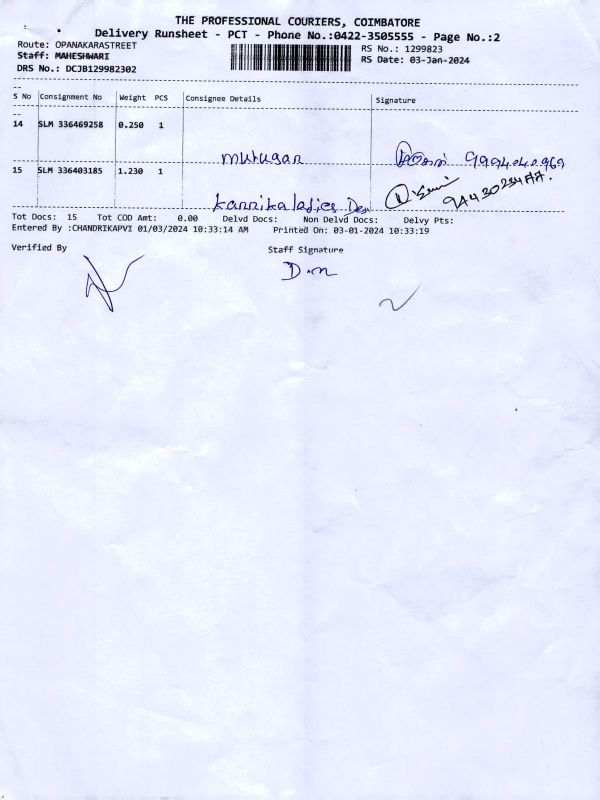 THE PROFESSIONAL COURIERS, COIMBATORE
Delivery Runsheet - PCT - Phone No.:0422-3505555 - Page No.:2
Route: OPANAKARASTREET
Staff: MAHESHWARI
DRS No.: DCJB129982302
RS No.: 1299823
RS Date: 03-Jan-2024
S No Consignment No Weight PCS Consignee Details Signature
14 SLM 336469258 0.250 1
murugan
15 SLM 336403185 1.230 1
kannika ladies
Tot Docs: 15 Tot COD Amt: 0.00 Delvd Docs: Non Delvd Docs: Delvy Pts:
Entered By :CHANDRIKAPVI 01/03/2024 10:33:14 AM Printed On: 03-01-2024 10:33:19
Verified By Staff Signature
D.m